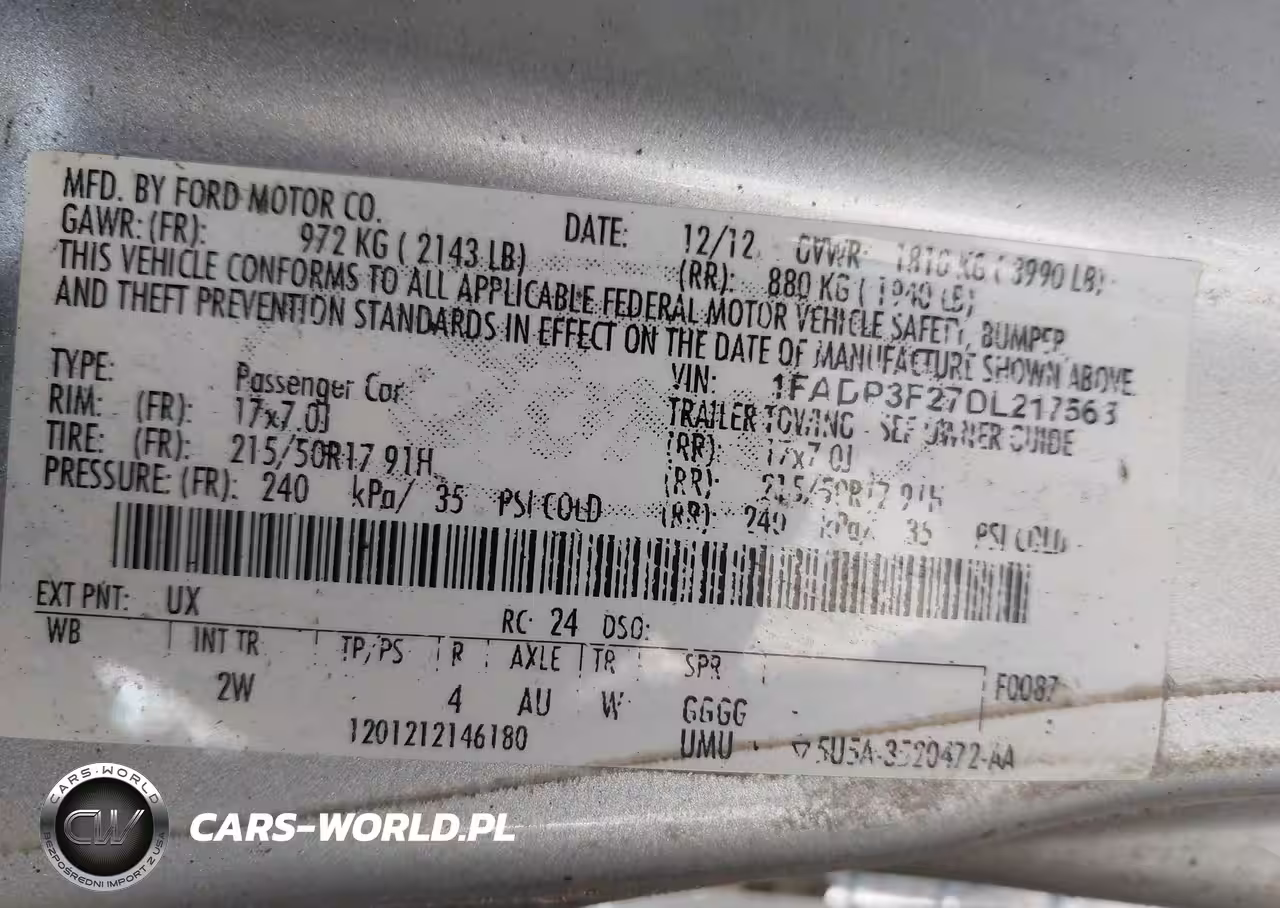 MFD. BY FORD MOTOR CO. DATE: 12/12 GVWR: 1810 KG ( 3990 LB)
GAWR: (FR): 972 KG ( 2143 LB) (RR): 880 KG ( 1940 LB)
THIS VEHICLE CONFORMS TO ALL APPLICABLE FEDERAL MOTOR VEHICLE SAFETY, BUMPER,
AND THEFT PREVENTION STANDARDS IN EFFECT ON THE DATE OF MANUFACTURE SHOWN ABOVE.
VIN: 1FADP3F27DL217563
TYPE: Passenger Car TRAILER TOWING - SEE OWNER GUIDE
RIM: (FR): 17x7.0J (RR): 17x7.0J
TIRE: (FR): 215/50R17 91H (RR): 215/50R17 91H
PRESSURE: (FR): 240 kPa/ 35 PSI COLD (RR): 240 kPa/ 35 PSI COLD
EXT PNT: UX RC: 24 DSO:
WB INT TR TP/PS R AXLE TR SPR F0087
2W 4 AU W GGGG
1201212146180 UMU 5U5A-3520472-AA
CARS-WORLD
CW
BEZPOŚREDNI IMPORT Z USA
CARS-WORLD.PL